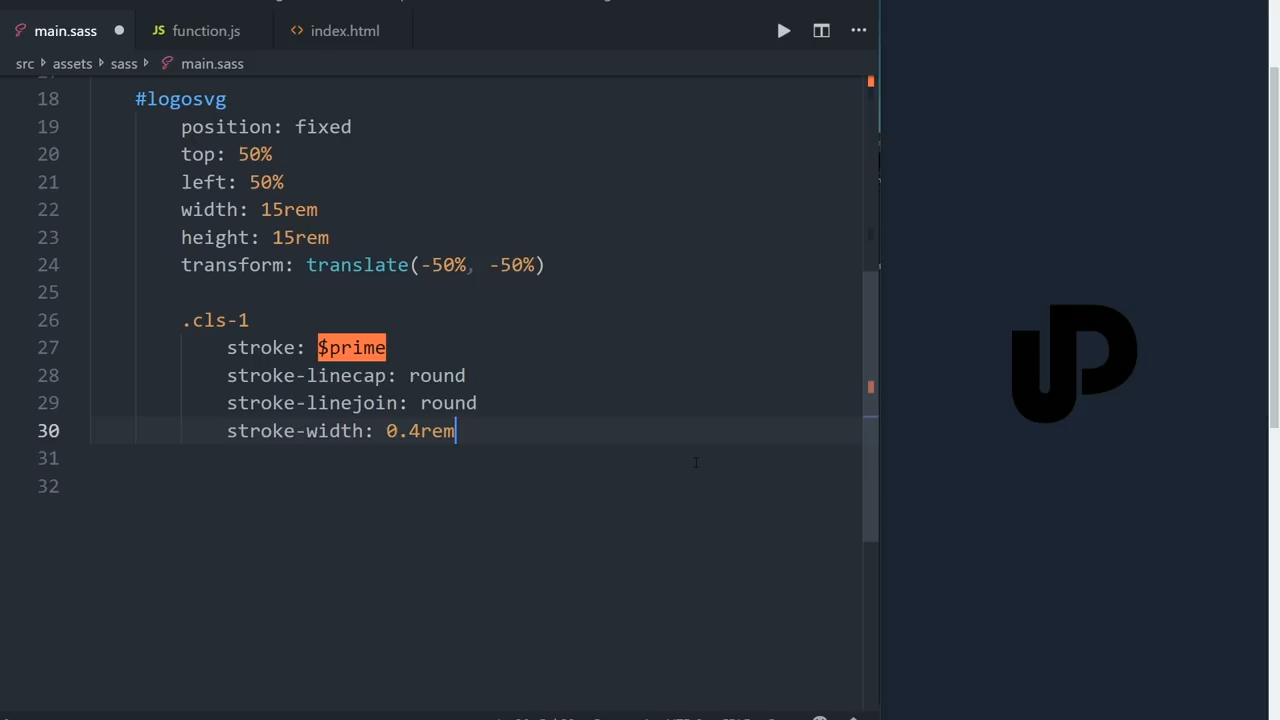 main.sass
JS function.js
<> index.html
src > assets > sass > main.sass
18 #logosvg
19 position: fixed
20 top: 50%
21 left: 50%
22 width: 15rem
23 height: 15rem
24 transform: translate(-50%, -50%)
25
26 .cls-1
27 stroke: $prime
28 stroke-linecap: round
29 stroke-linejoin: round
30 stroke-width: 0.4rem
31
32
UP